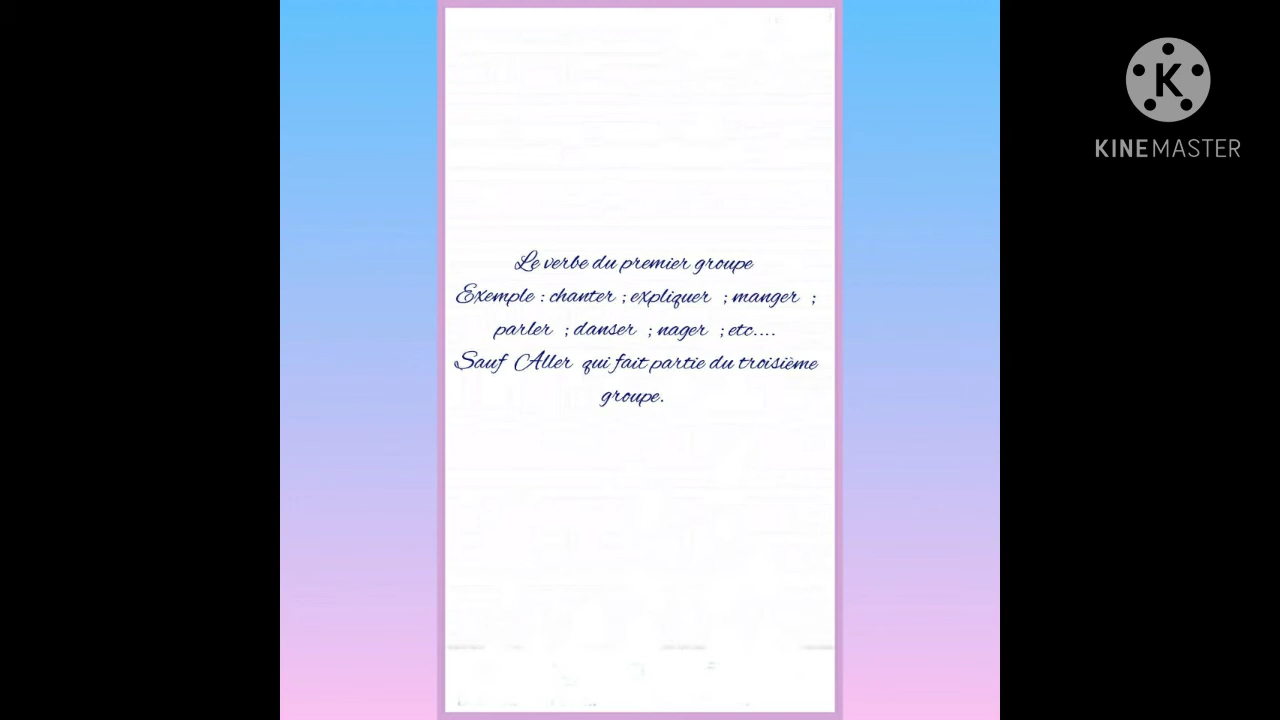 Le verbe du premier groupe
Exemple : chanter ; expliquer ; manger ;
parler ; danser ; nager ; etc....
Sauf Aller qui fait partie du troisième
groupe.
K
KINEMASTER